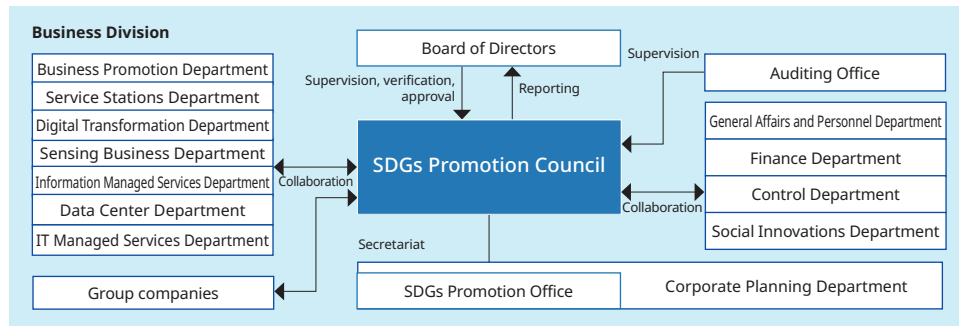 Business Division
Business Promotion Department
Service Stations Department
Digital Transformation Department
Sensing Business Department
Information Managed Services Department
Data Center Department
IT Managed Services Department
Group companies
Collaboration
Board of Directors
Supervision, verification,
approval
Reporting
SDGs Promotion Council
Secretariat
SDGs Promotion Office
Corporate Planning Department
Supervision
Auditing Office
Collaboration
General Affairs and Personnel Department
Finance Department
Control Department
Social Innovations Department